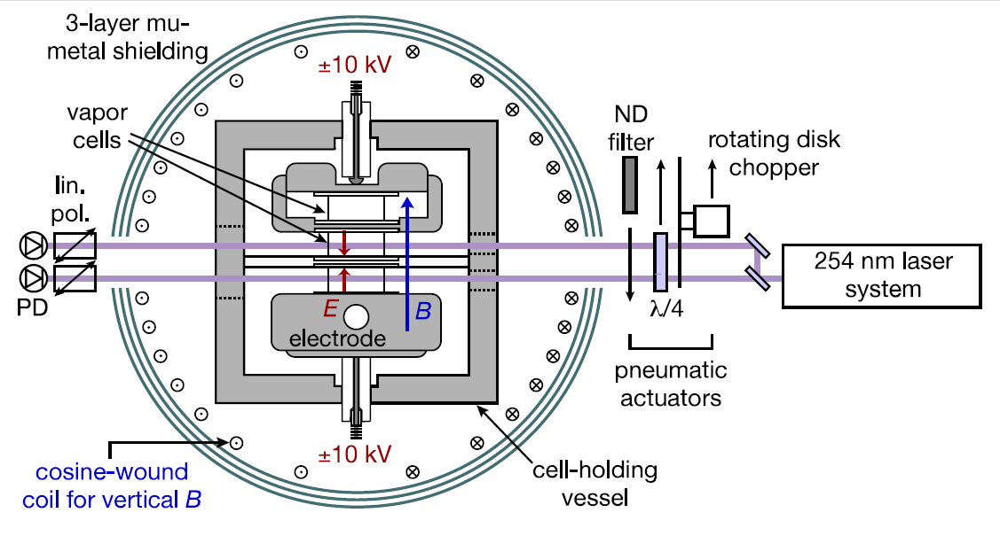 3-layer mu-
metal shielding
±10 kV
vapor
cells
ND
filter
rotating disk
chopper
lin.
pol.
254 nm laser
system
PD
E
B
λ/4
electrode
pneumatic
actuators
±10 kV
cosine-wound
coil for vertical B
cell-holding
vessel